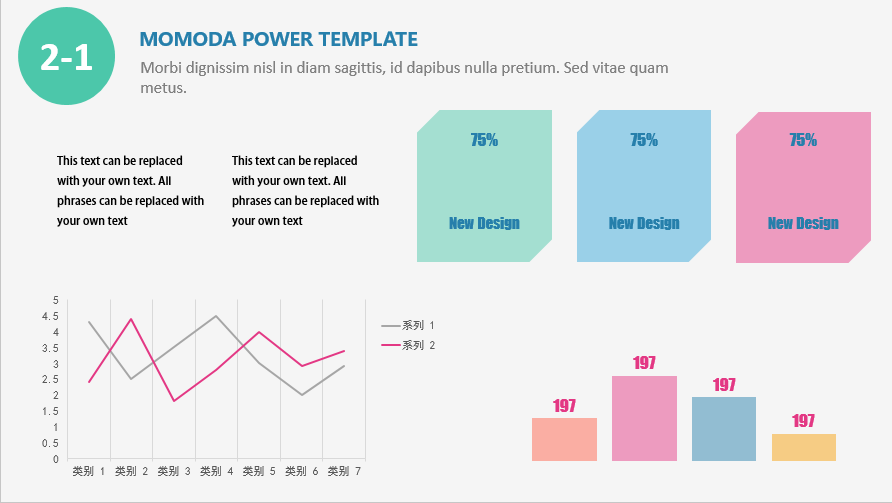 2-1
MOMODA POWER TEMPLATE
Morbi dignissim nisl in diam sagittis, id dapibus nulla pretium. Sed vitae quam
metus.
This text can be replaced
with your own text. All
phrases can be replaced with
your own text
This text can be replaced
with your own text. All
phrases can be replaced with
your own text
75%
New Design
75%
New Design
75%
New Design
5
4.5
4
3.5
3
2.5
2
1.5
1
0.5
0
类别 1 类别 2 类别 3 类别 4 类别 5 类别 6 类别 7
系列 1
系列 2
197
197
197
197